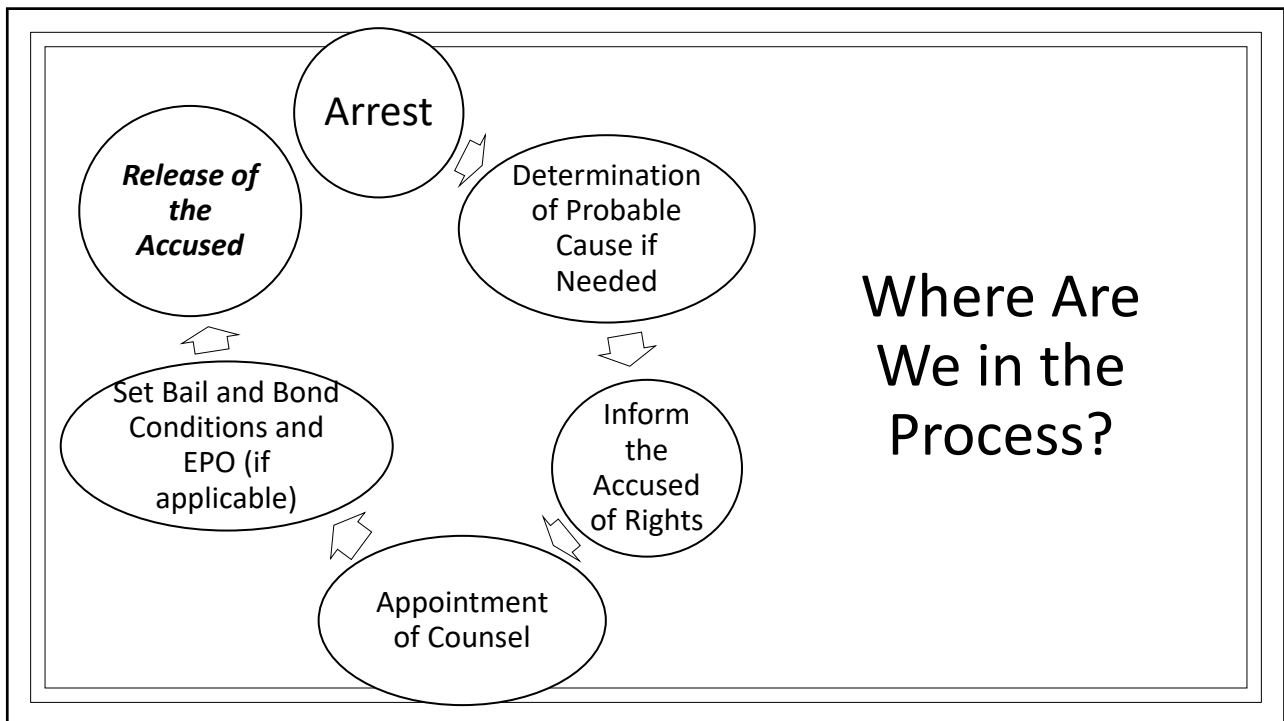 Arrest
Determination
of Probable
Cause if
Needed
Inform
the
Accused
of Rights
Appointment
of Counsel
Set Bail and Bond
Conditions and
EPO (if
applicable)
Release of
the
Accused
Where Are
We in the
Process?